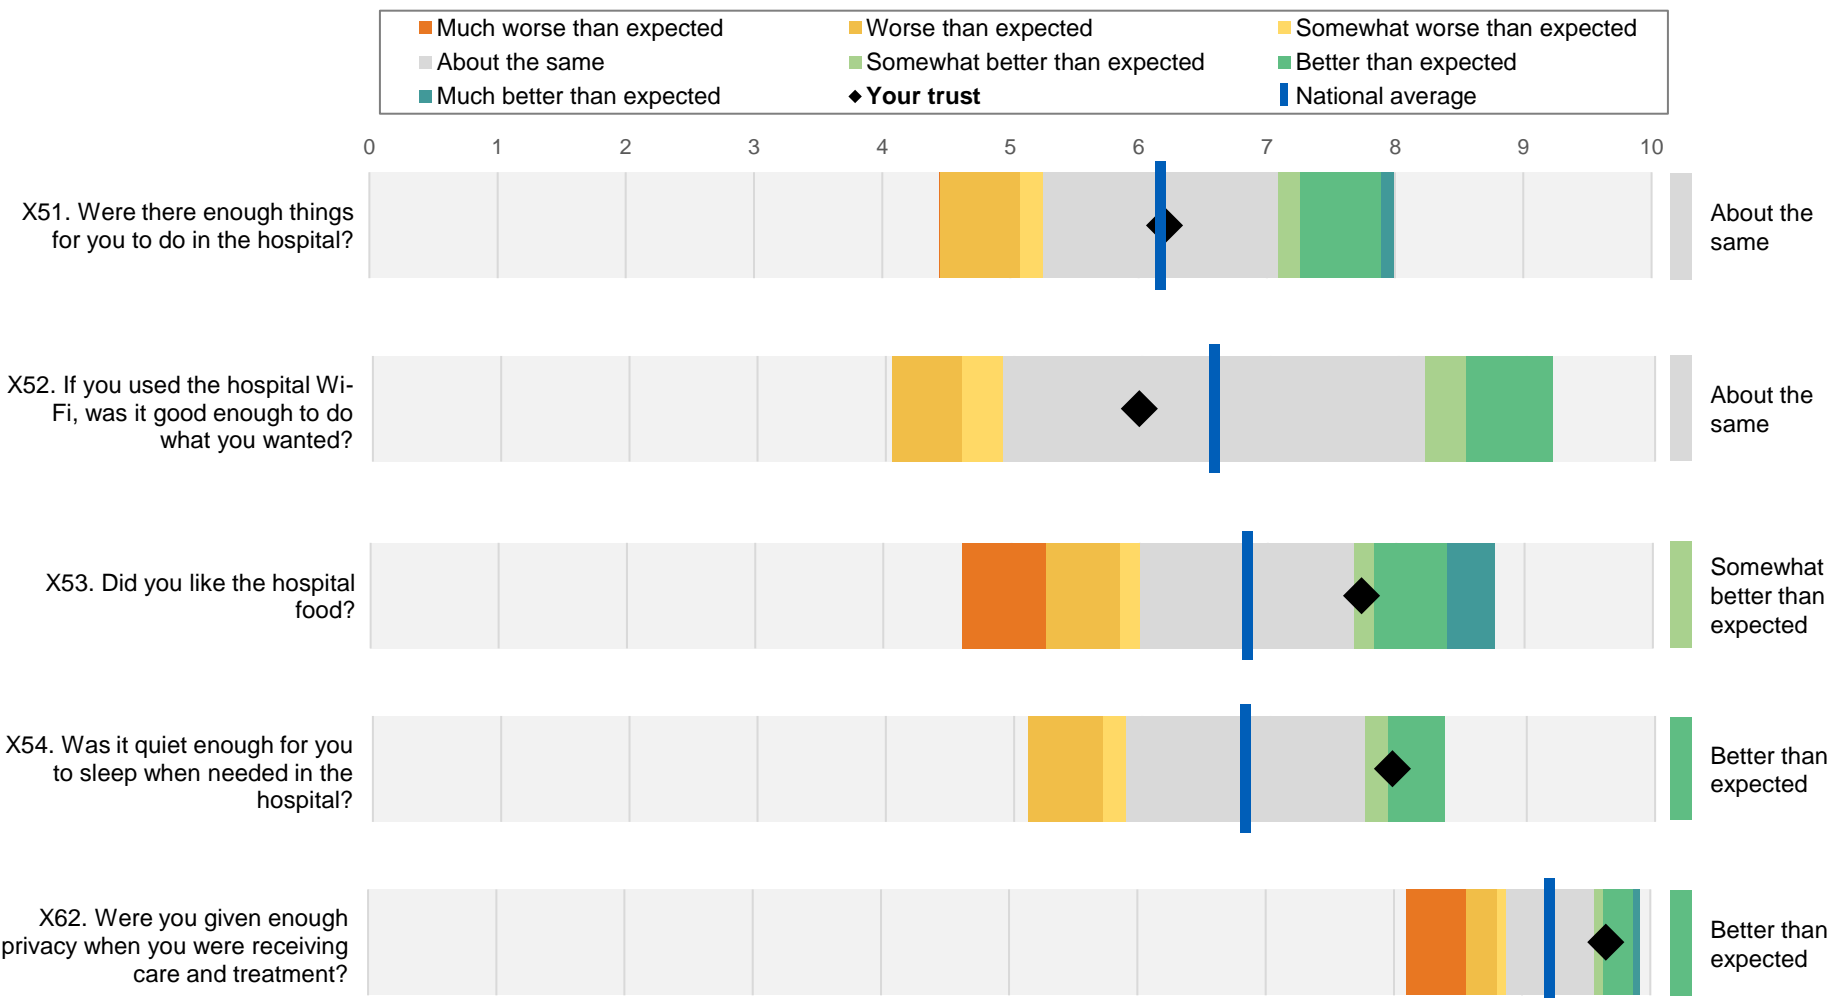 Much worse than expected
Worse than expected
Somewhat worse than expected
About the same
Somewhat better than expected
Better than expected
Much better than expected
Your trust
National average
0 1 2 3 4 5 6 7 8 9 10
X51. Were there enough things
for you to do in the hospital?
About the
same
X52. If you used the hospital Wi-
Fi, was it good enough to do
what you wanted?
About the
same
X53. Did you like the hospital
food?
Somewhat
better than
expected
X54. Was it quiet enough for you
to sleep when needed in the
hospital?
Better than
expected
X62. Were you given enough
privacy when you were receiving
care and treatment?
Better than
expected